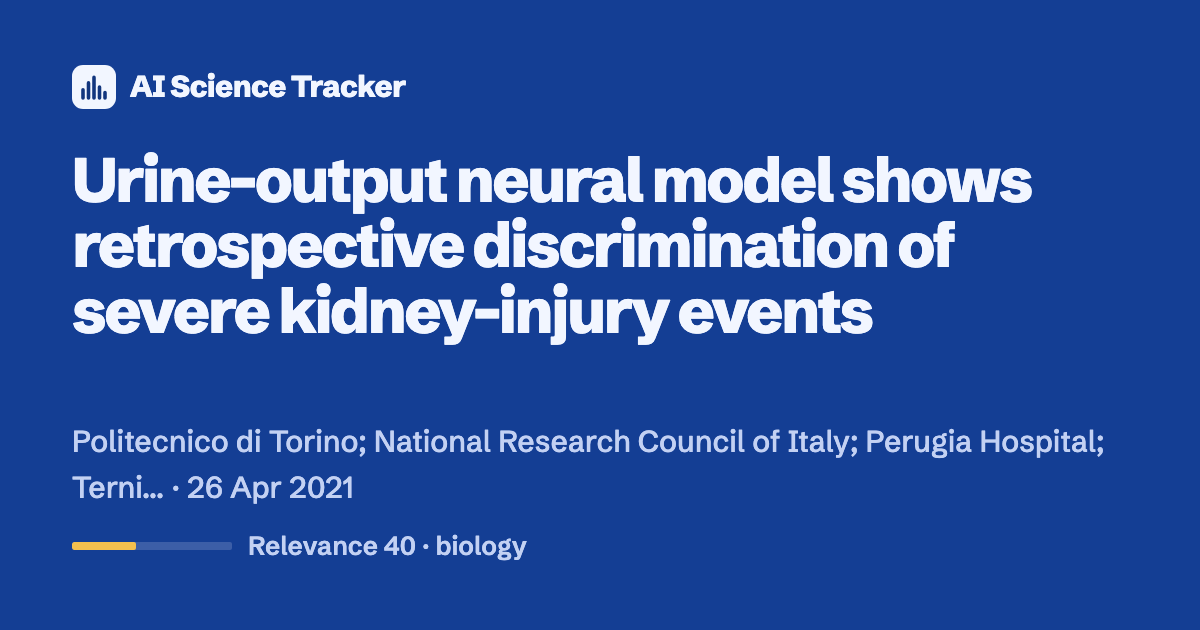 AI Science Tracker
Urine-output neural model shows
retrospective discrimination of
severe kidney-injury events
Politecnico di Torino; National Research Council of Italy; Perugia Hospital;
Terni... · 26 Apr 2021
Relevance 40 · biology